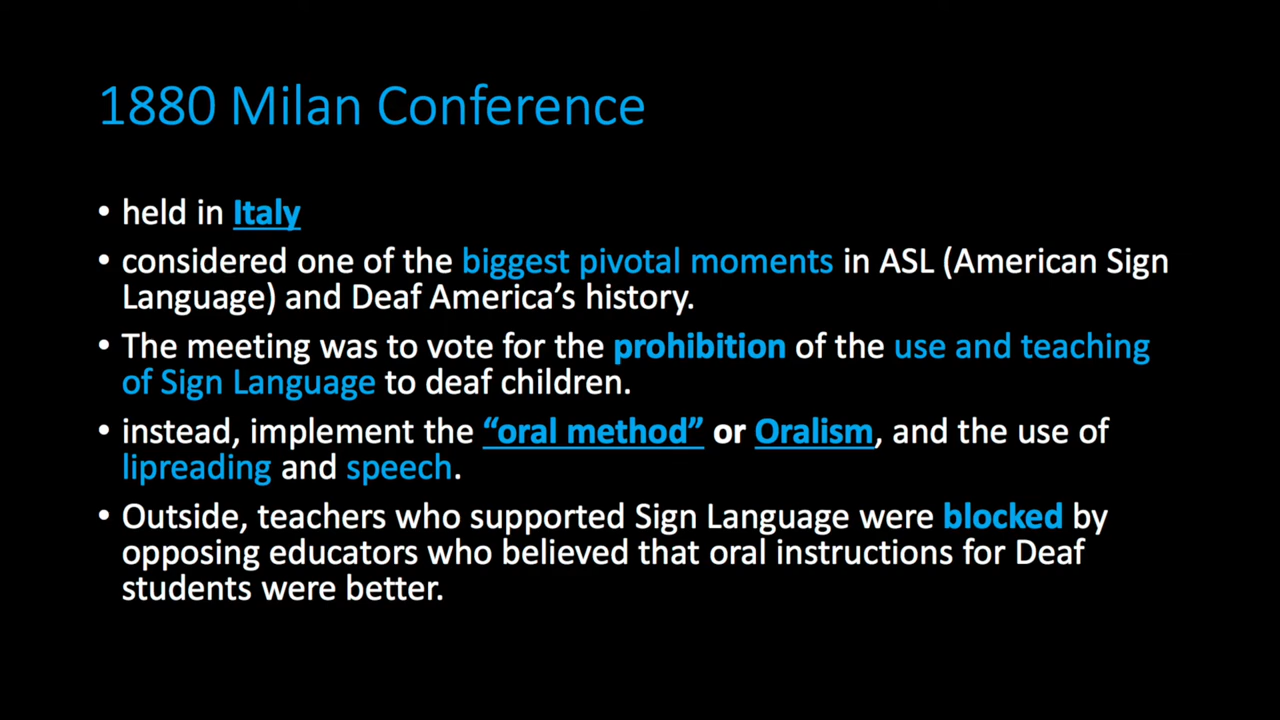 1880 Milan Conference
• held in Italy
• considered one of the biggest pivotal moments in ASL (American Sign
Language) and Deaf America’s history.
• The meeting was to vote for the prohibition of the use and teaching
of Sign Language to deaf children.
• instead, implement the “oral method” or Oralism, and the use of
lipreading and speech.
• Outside, teachers who supported Sign Language were blocked by
opposing educators who believed that oral instructions for Deaf
students were better.